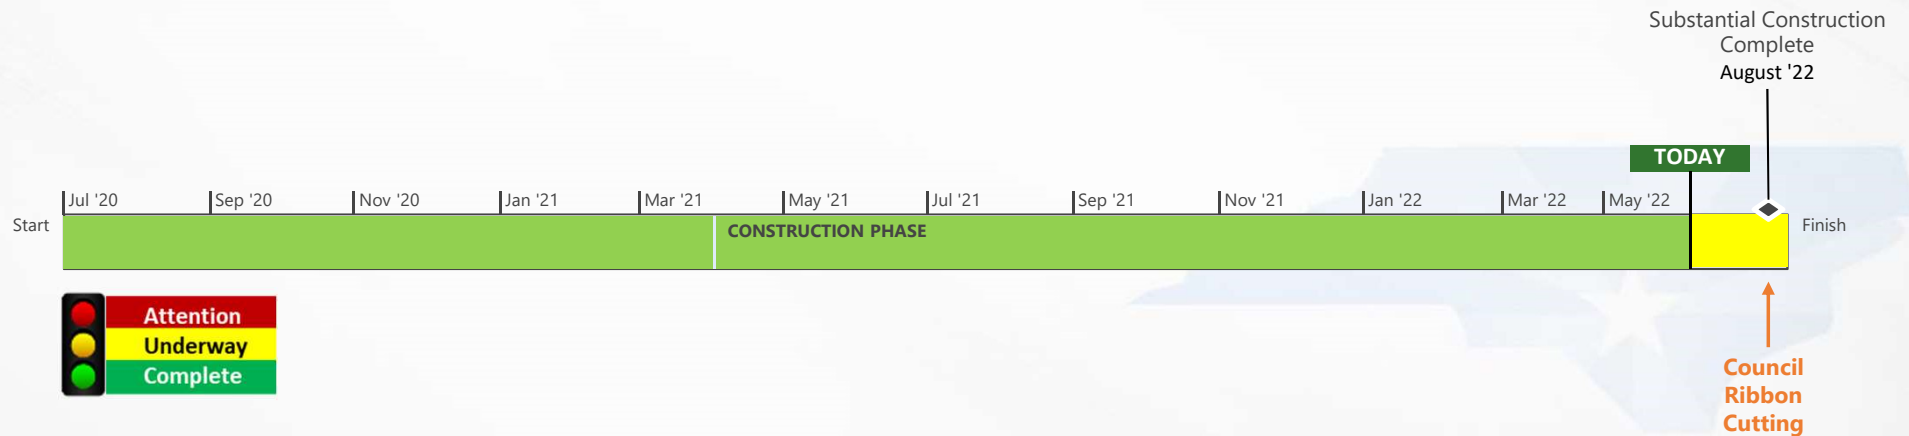 Substantial Construction
Complete
August '22
TODAY
Jul '20
Sep '20
Nov '20
Jan '21
Mar '21
May '21
Jul '21
Sep '21
Nov '21
Jan '22
Mar '22
May '22
Start
CONSTRUCTION PHASE
Finish
Attention
Underway
Complete
Council
Ribbon
Cutting